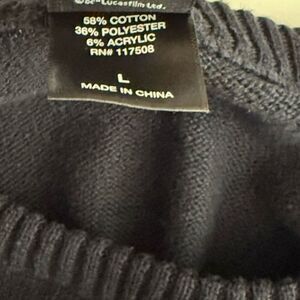 Lucasfilm Ltd.
58% COTTON
36% POLYESTER
6% ACRYLIC
RN# 117508
L
MADE IN CHINA